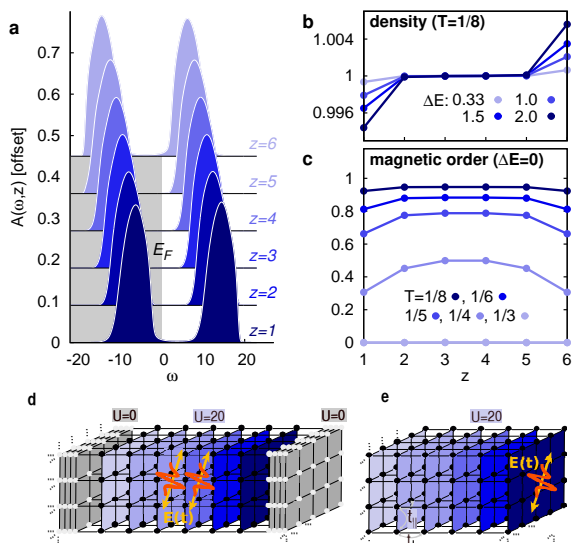 a
A(ω,z) [offset]
0.7
0.6
0.5
0.4
0.3
0.2
0.1
0
z=6
z=5
z=4
z=3
z=2
z=1
E_F
-20 -10 0 10 20
ω
b
density (T=1/8)
1.004
1
0.996
ΔE: 0.33 1.0
1.5 2.0
c
magnetic order (ΔE=0)
1
0.8
0.6
0.4
0.2
0
T=1/8 , 1/6
1/5 , 1/4 , 1/3
1 2 3 4 5 6
z
d
U=0 U=20 U=0
E(t)
e
U=20
E(t)
t||